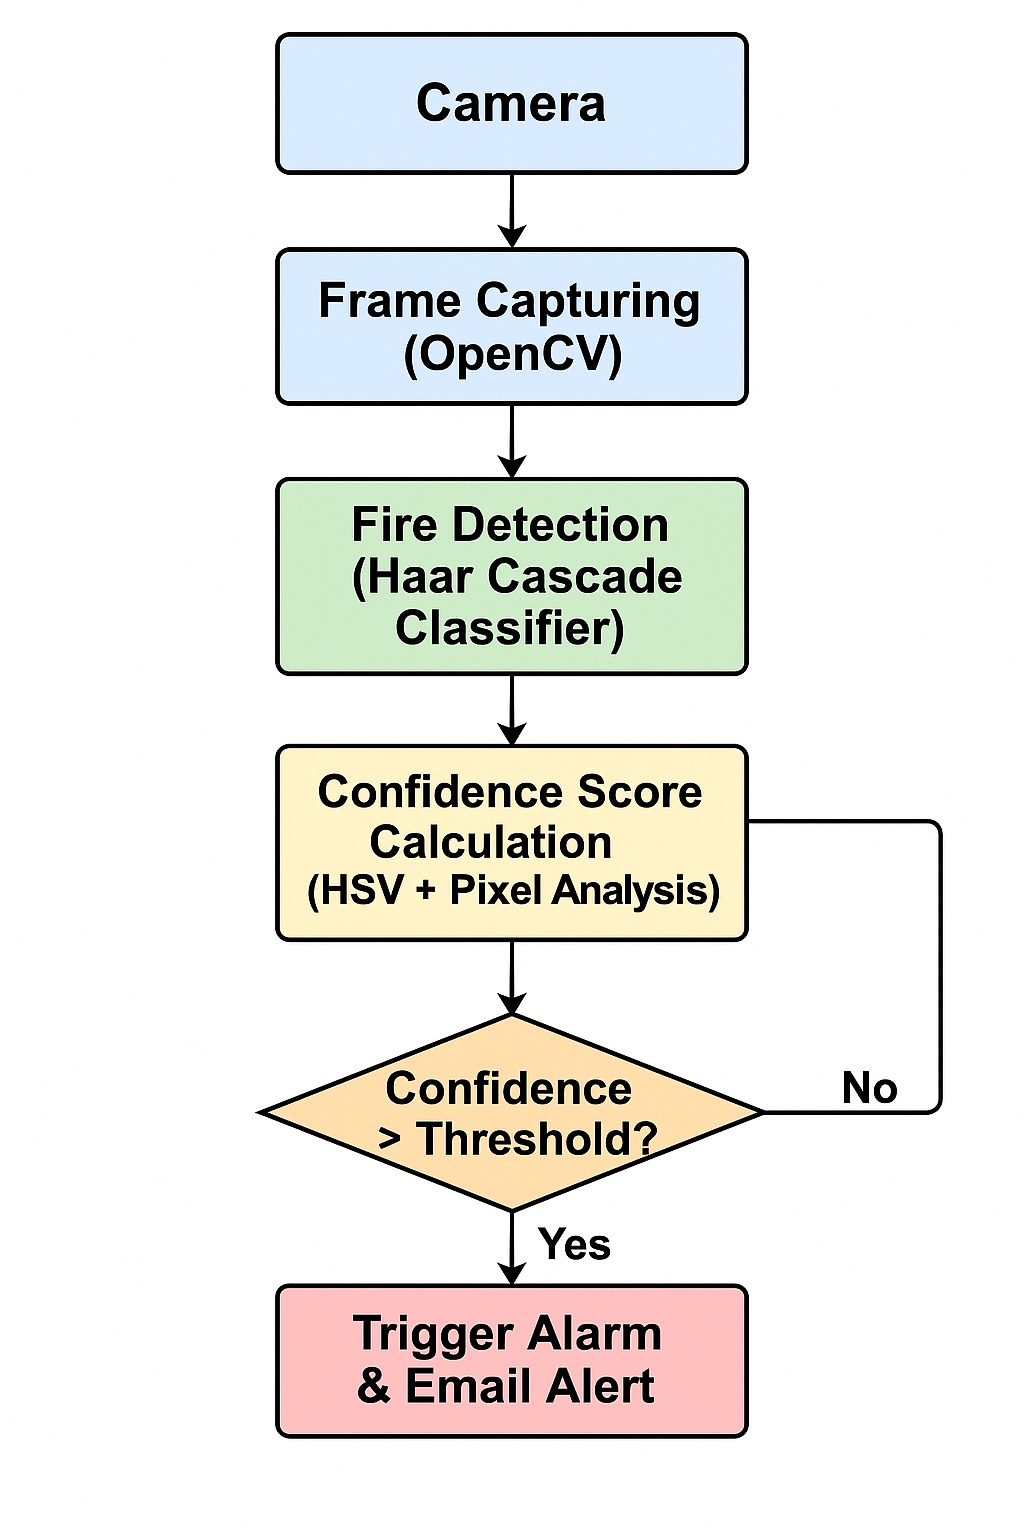 Camera
Frame Capturing
(OpenCV)
Fire Detection
(Haar Cascade
Classifier)
Confidence Score
Calculation
(HSV + Pixel Analysis)
Confidence
> Threshold?
No
Yes
Trigger Alarm
& Email Alert